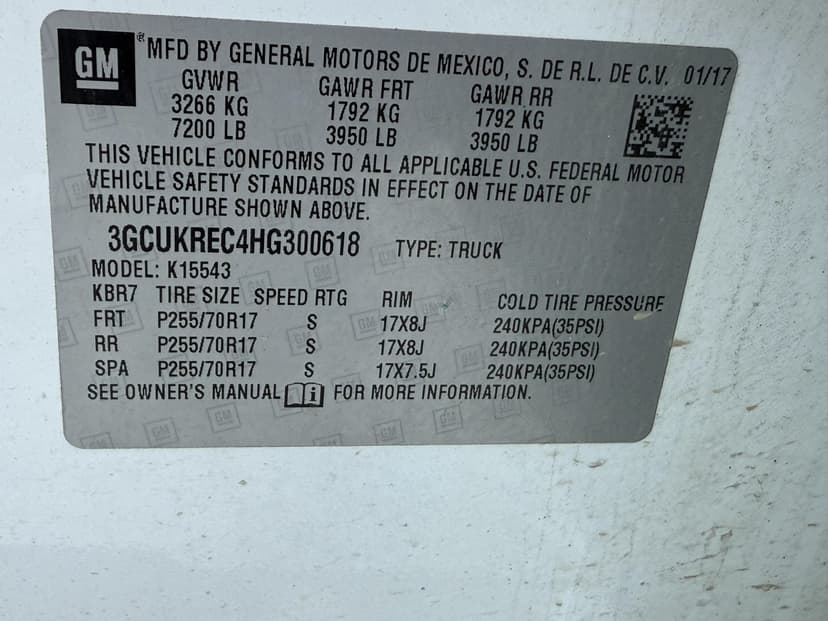 GM ® MFD BY GENERAL MOTORS DE MEXICO, S. DE R.L. DE C.V. 01/17
GVWR GAWR FRT GAWR RR
3266 KG 1792 KG 1792 KG
7200 LB 3950 LB 3950 LB
THIS VEHICLE CONFORMS TO ALL APPLICABLE U.S. FEDERAL MOTOR
VEHICLE SAFETY STANDARDS IN EFFECT ON THE DATE OF
MANUFACTURE SHOWN ABOVE.
3GCUKREC4HG300618 TYPE: TRUCK
MODEL: K15543
KBR7 TIRE SIZE SPEED RTG RIM COLD TIRE PRESSURE
FRT P255/70R17 S 17X8J 240KPA(35PSI)
RR P255/70R17 S 17X8J 240KPA(35PSI)
SPA P255/70R17 S 17X7.5J 240KPA(35PSI)
SEE OWNER'S MANUAL i FOR MORE INFORMATION.